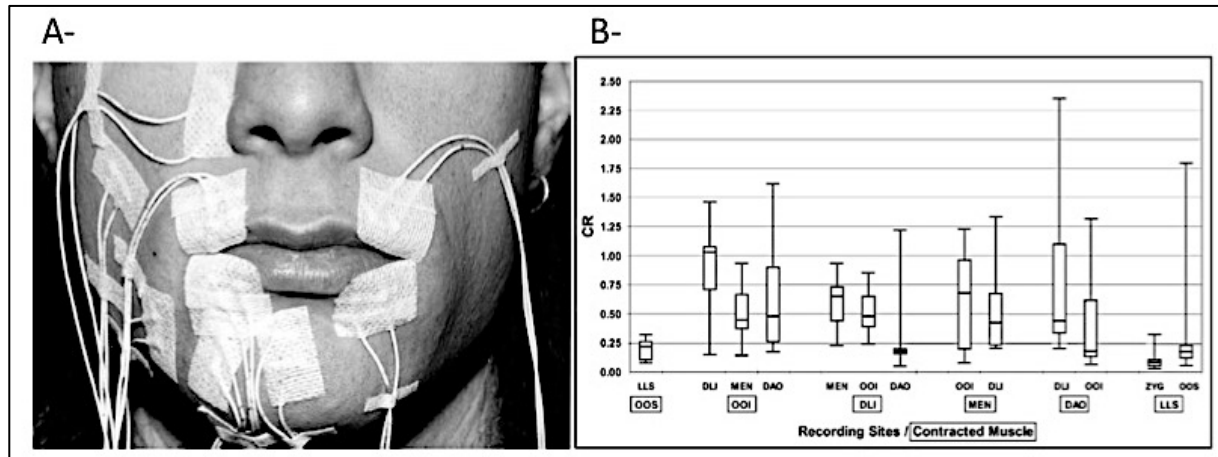 A-
B-
2.50
2.25
2.00
1.75
1.50
1.25
1.00
0.75
0.50
0.25
0.00
CR
LLS DLI MEN DAO MEN OOI DAO OOI DLI DLI OOI ZYG OOS
OOS OOI DLI MEN DAO LLS
Recording Sites / Contracted Muscle